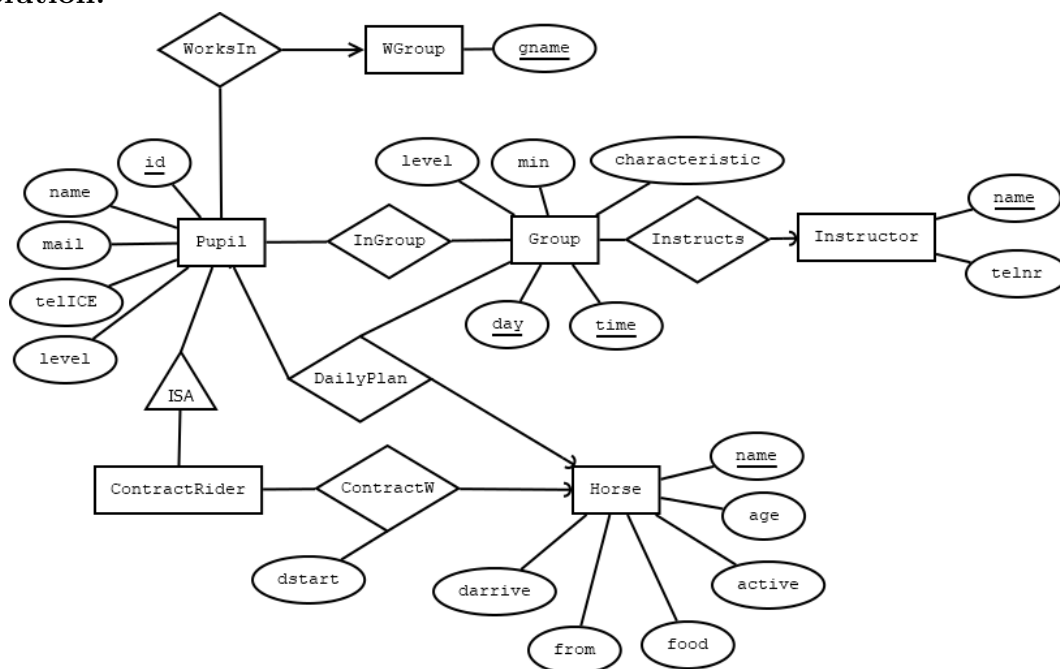 WorksIn
WGroup
gname
id
name
mail
telICE
level
Pupil
InGroup
level
min
characteristic
Group
day
time
Instructs
Instructor
name
telnr
DailyPlan
ISA
ContractRider
ContractW
dstart
Horse
name
age
active
food
from
darrive